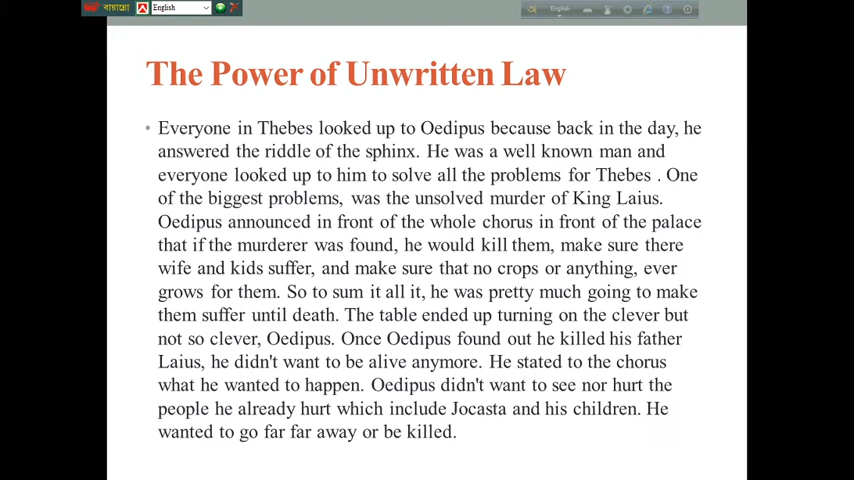 বায়ান্নো English English
The Power of Unwritten Law
• Everyone in Thebes looked up to Oedipus because back in the day, he
answered the riddle of the sphinx. He was a well known man and
everyone looked up to him to solve all the problems for Thebes . One
of the biggest problems, was the unsolved murder of King Laius.
Oedipus announced in front of the whole chorus in front of the palace
that if the murderer was found, he would kill them, make sure there
wife and kids suffer, and make sure that no crops or anything, ever
grows for them. So to sum it all it, he was pretty much going to make
them suffer until death. The table ended up turning on the clever but
not so clever, Oedipus. Once Oedipus found out he killed his father
Laius, he didn't want to be alive anymore. He stated to the chorus
what he wanted to happen. Oedipus didn't want to see nor hurt the
people he already hurt which include Jocasta and his children. He
wanted to go far far away or be killed.